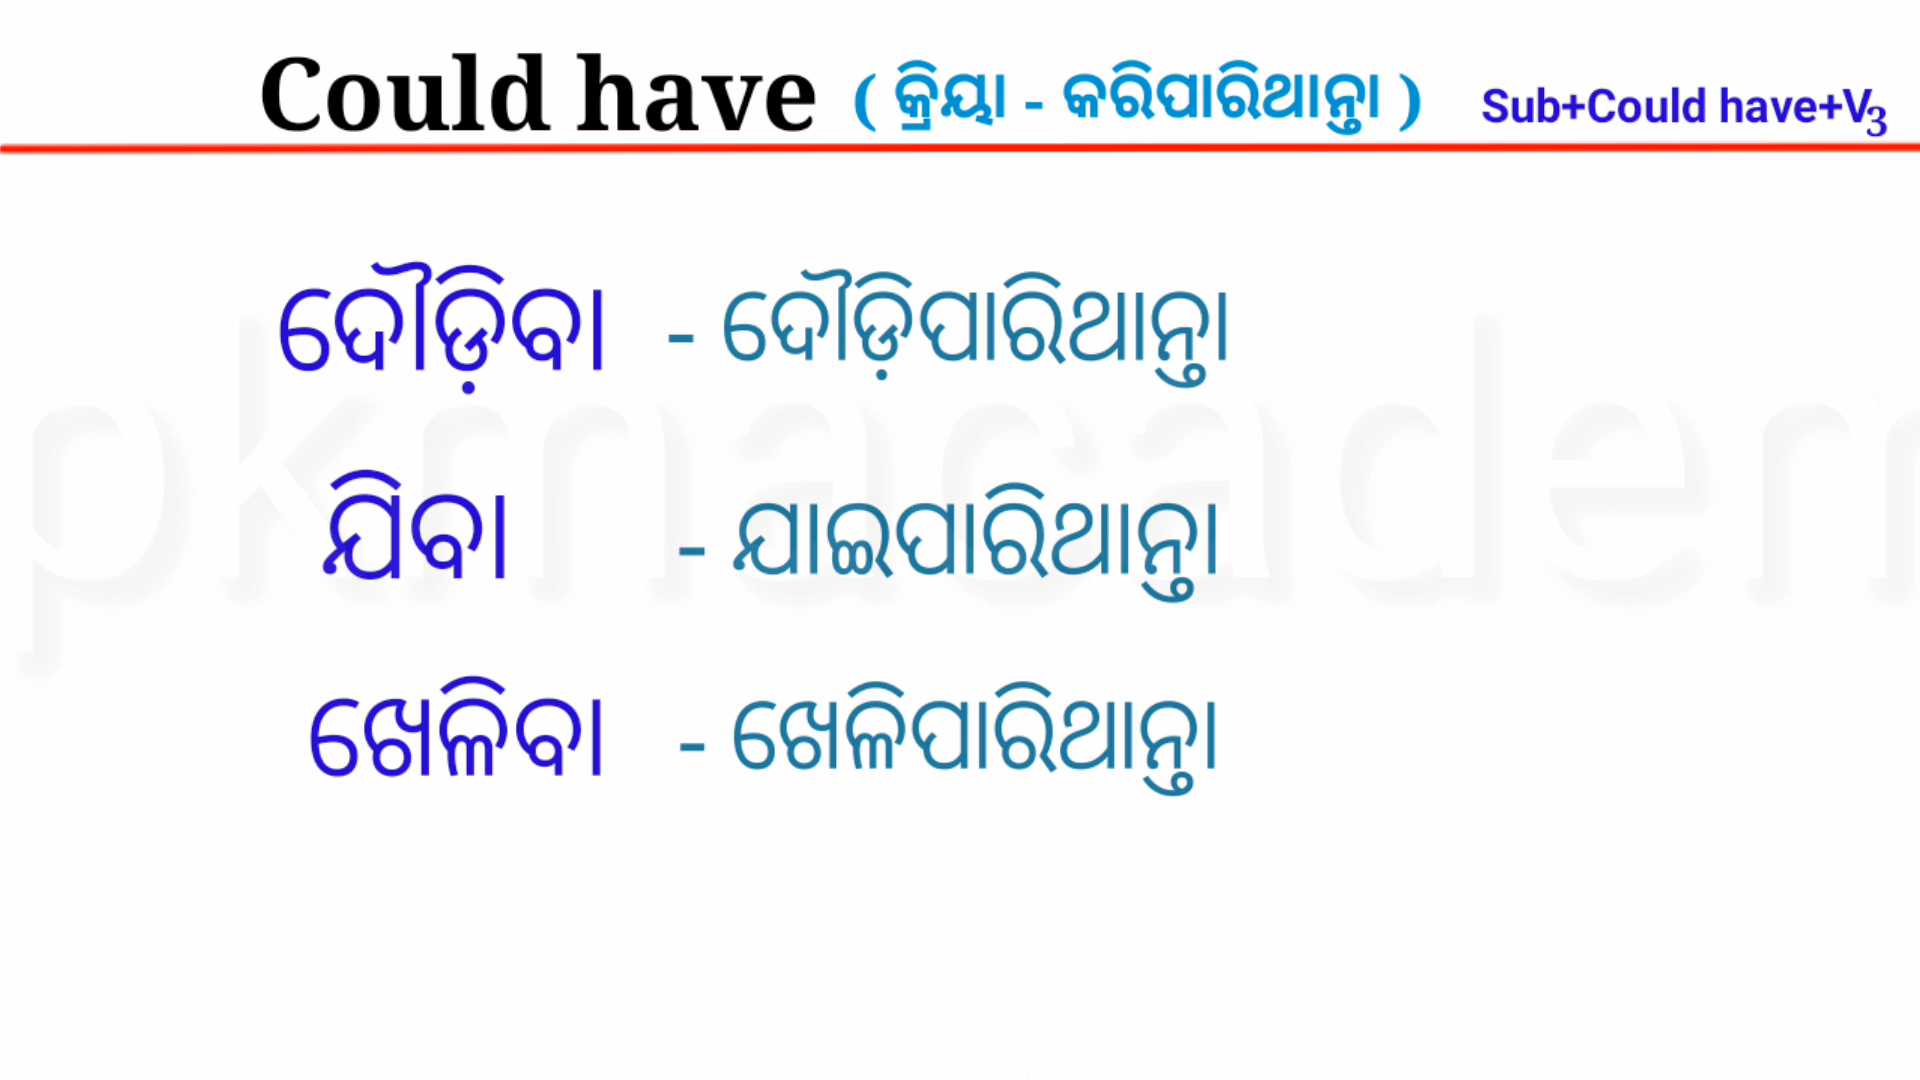 Could have ( କ୍ରିୟା - କରିପାରିଥାନ୍ତା ) Sub+Could have+V3
ଦୌଡ଼ିବା - ଦୌଡ଼ିପାରିଥାନ୍ତା
ଯିବା - ଯାଇପାରିଥାନ୍ତା
ଖେଳିବା - ଖେଳିପାରିଥାନ୍ତା